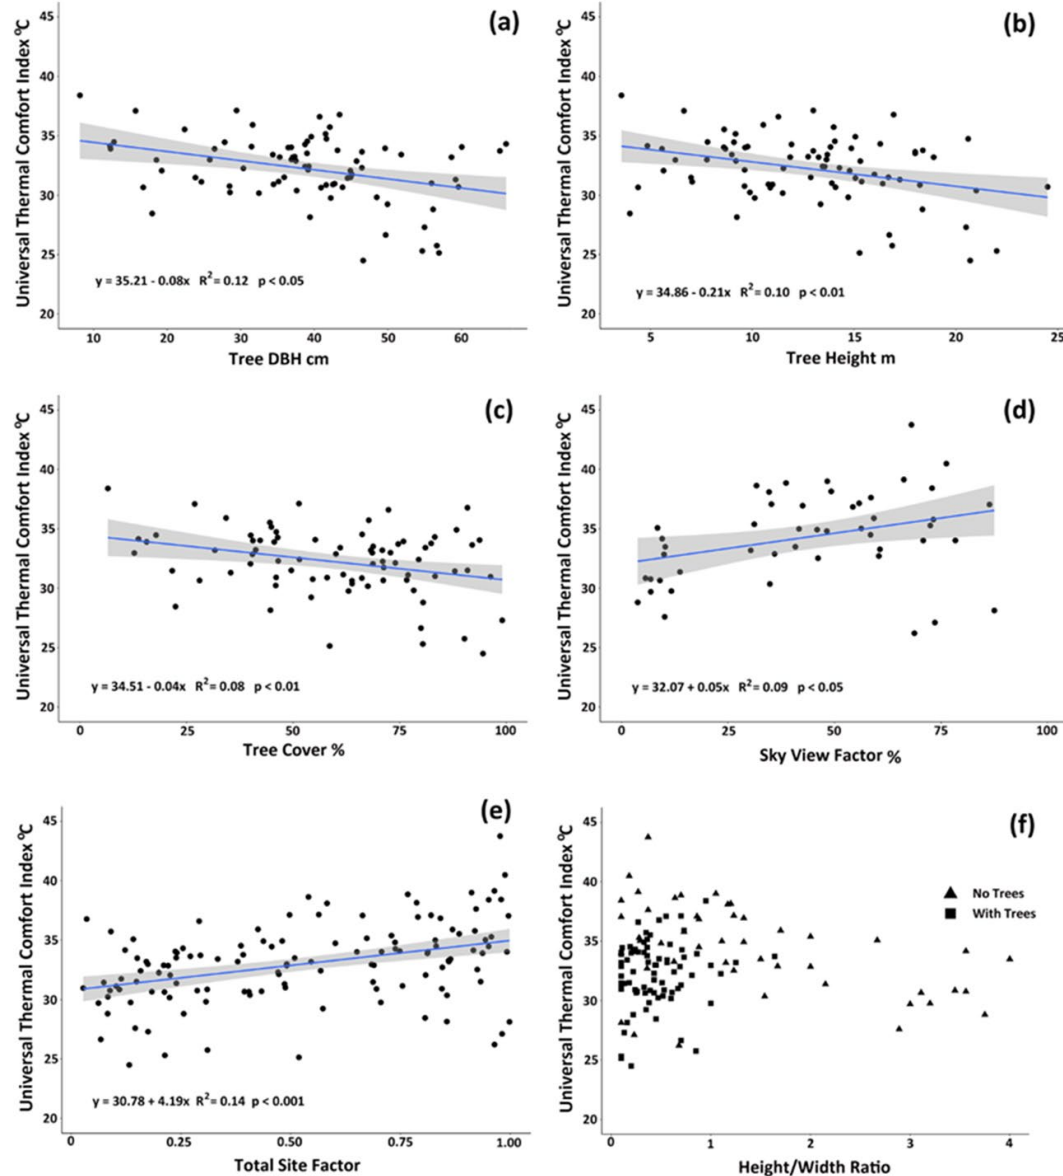 (a)
Universal Thermal Comfort Index ℃
45
40
35
30
25
20
y = 35.21 - 0.08x R² = 0.12 p < 0.05
10 20 30 40 50 60
Tree DBH cm
(b)
Universal Thermal Comfort Index ℃
45
40
35
30
25
20
y = 34.86 - 0.21x R² = 0.10 p < 0.01
5 10 15 20 25
Tree Height m
(c)
Universal Thermal Comfort Index ℃
45
40
35
30
25
20
y = 34.51 - 0.04x R² = 0.08 p < 0.01
0 25 50 75 100
Tree Cover %
(d)
Universal Thermal Comfort Index ℃
45
40
35
30
25
20
y = 32.07 + 0.05x R² = 0.09 p < 0.05
0 25 50 75 100
Sky View Factor %
(e)
Universal Thermal Comfort Index ℃
45
40
35
30
25
20
y = 30.78 + 4.19x R² = 0.14 p < 0.001
0 0.25 0.50 0.75 1.00
Total Site Factor
(f)
Universal Thermal Comfort Index ℃
45
40
35
30
25
20
No Trees
With Trees
0 1 2 3 4
Height/Width Ratio